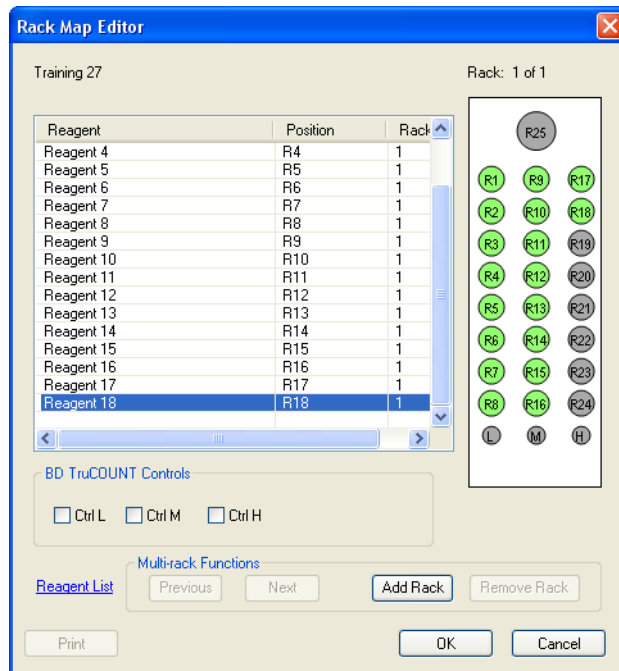 Rack Map Editor
Training 27
Rack: 1 of 1
Reagent Position Rack
Reagent 4 R4 1
Reagent 5 R5 1
Reagent 6 R6 1
Reagent 7 R7 1
Reagent 8 R8 1
Reagent 9 R9 1
Reagent 10 R10 1
Reagent 11 R11 1
Reagent 12 R12 1
Reagent 13 R13 1
Reagent 14 R14 1
Reagent 15 R15 1
Reagent 16 R16 1
Reagent 17 R17 1
Reagent 18 R18 1
R25
R1 R9 R17
R2 R10 R18
R3 R11 R19
R4 R12 R20
R5 R13 R21
R6 R14 R22
R7 R15 R23
R8 R16 R24
L M H
BD TruCOUNT Controls
Ctrl L Ctrl M Ctrl H
Multi-rack Functions
Reagent List Previous Next Add Rack Remove Rack
Print OK Cancel